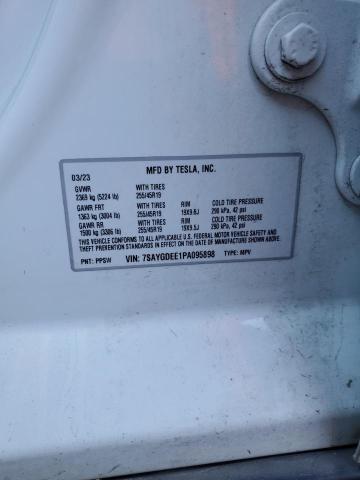 03/23 MFD BY TESLA, INC.
GVWR WITH TIRES
2369 kg (5224 lb) 255/45R19
GAWR FRT WITH TIRES RIM COLD TIRE PRESSURE
1363 kg (3004 lb) 255/45R19 19X9.5J 290 kPa, 42 psi
GAWR RR WITH TIRES RIM COLD TIRE PRESSURE
1590 kg (3506 lb) 255/45R19 19X9.5J 290 kPa, 42 psi
THIS VEHICLE CONFORMS TO ALL APPLICABLE U.S. FEDERAL MOTOR VEHICLE
SAFETY, BUMPER, AND THEFT PREVENTION STANDARDS IN EFFECT ON THE
DATE OF MANUFACTURE SHOWN ABOVE.
PNT: PPSW VIN: 7SAYGDEE1PA095898 TYPE: MPV